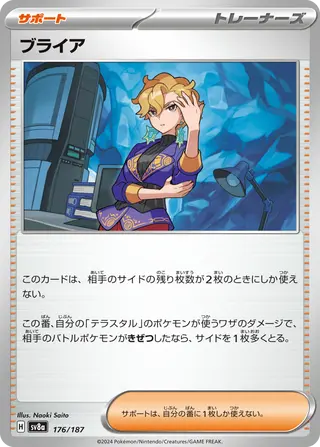 サポート
トレーナーズ
ブライア
このカードは、相手のサイドの残り枚数が2枚のときにしか使え
ない。
この番、自分の「テラスタル」のポケモンが使うワザのダメージで、
相手のバトルポケモンがきぜつしたなら、サイドを1枚多くとる。
Illus. Naoki Saito
H sv8a 176/187
サポートは、自分の番に1枚しか使えない。
©2024 Pokémon/Nintendo/Creatures/GAME FREAK.